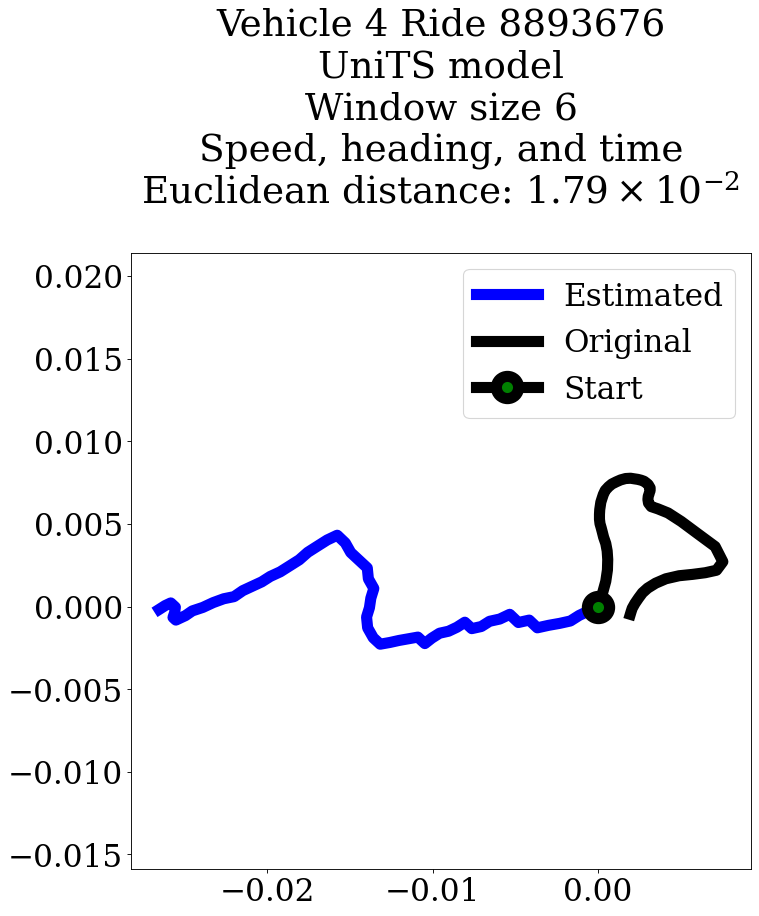 Vehicle 4 Ride 8893676
UniTS model
Window size 6
Speed, heading, and time
Euclidean distance: 1.79 × 10⁻²
Estimated
Original
Start
0.020
0.015
0.010
0.005
0.000
−0.005
−0.010
−0.015
−0.02 −0.01 0.00